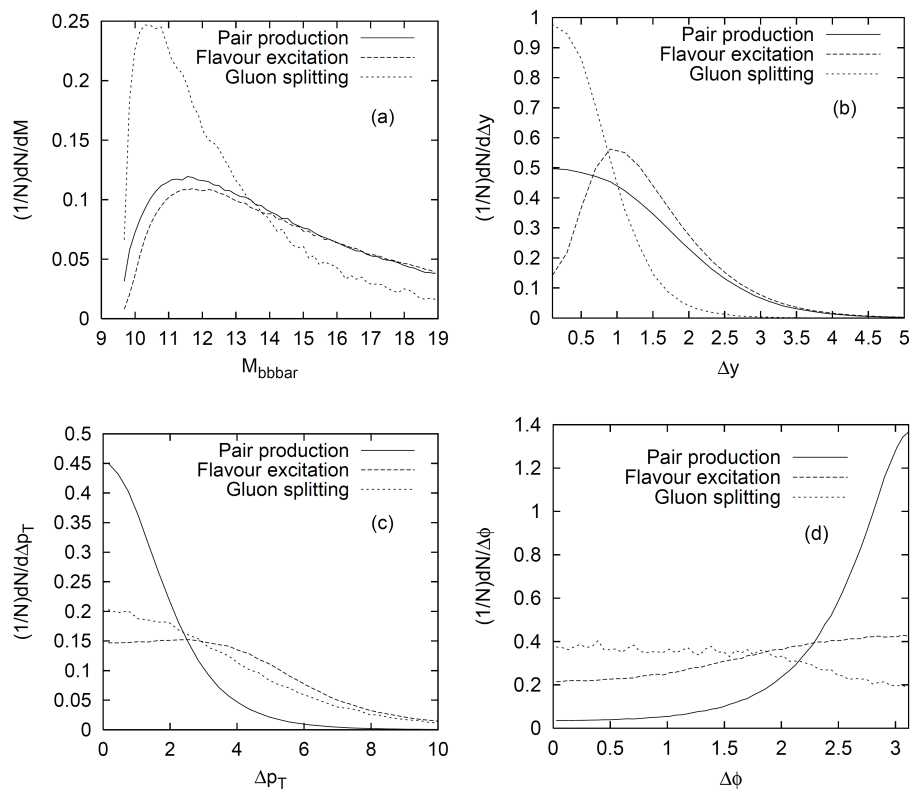 0.25
0.2
0.15
0.1
0.05
0
(1/N)dN/dM
Pair production
Flavour excitation
Gluon splitting
(a)
9 10 11 12 13 14 15 16 17 18 19
M_bbbar
1
0.9
0.8
0.7
0.6
0.5
0.4
0.3
0.2
0.1
0
(1/N)dN/dΔy
Pair production
Flavour excitation
Gluon splitting
(b)
0.5 1 1.5 2 2.5 3 3.5 4 4.5 5
Δy
0.5
0.45
0.4
0.35
0.3
0.25
0.2
0.15
0.1
0.05
0
(1/N)dN/dΔp_T
Pair production
Flavour excitation
Gluon splitting
(c)
0 2 4 6 8 10
Δp_T
1.4
1.2
1
0.8
0.6
0.4
0.2
0
(1/N)dN/Δϕ
Pair production
Flavour excitation
Gluon splitting
(d)
0 0.5 1 1.5 2 2.5 3
Δϕ